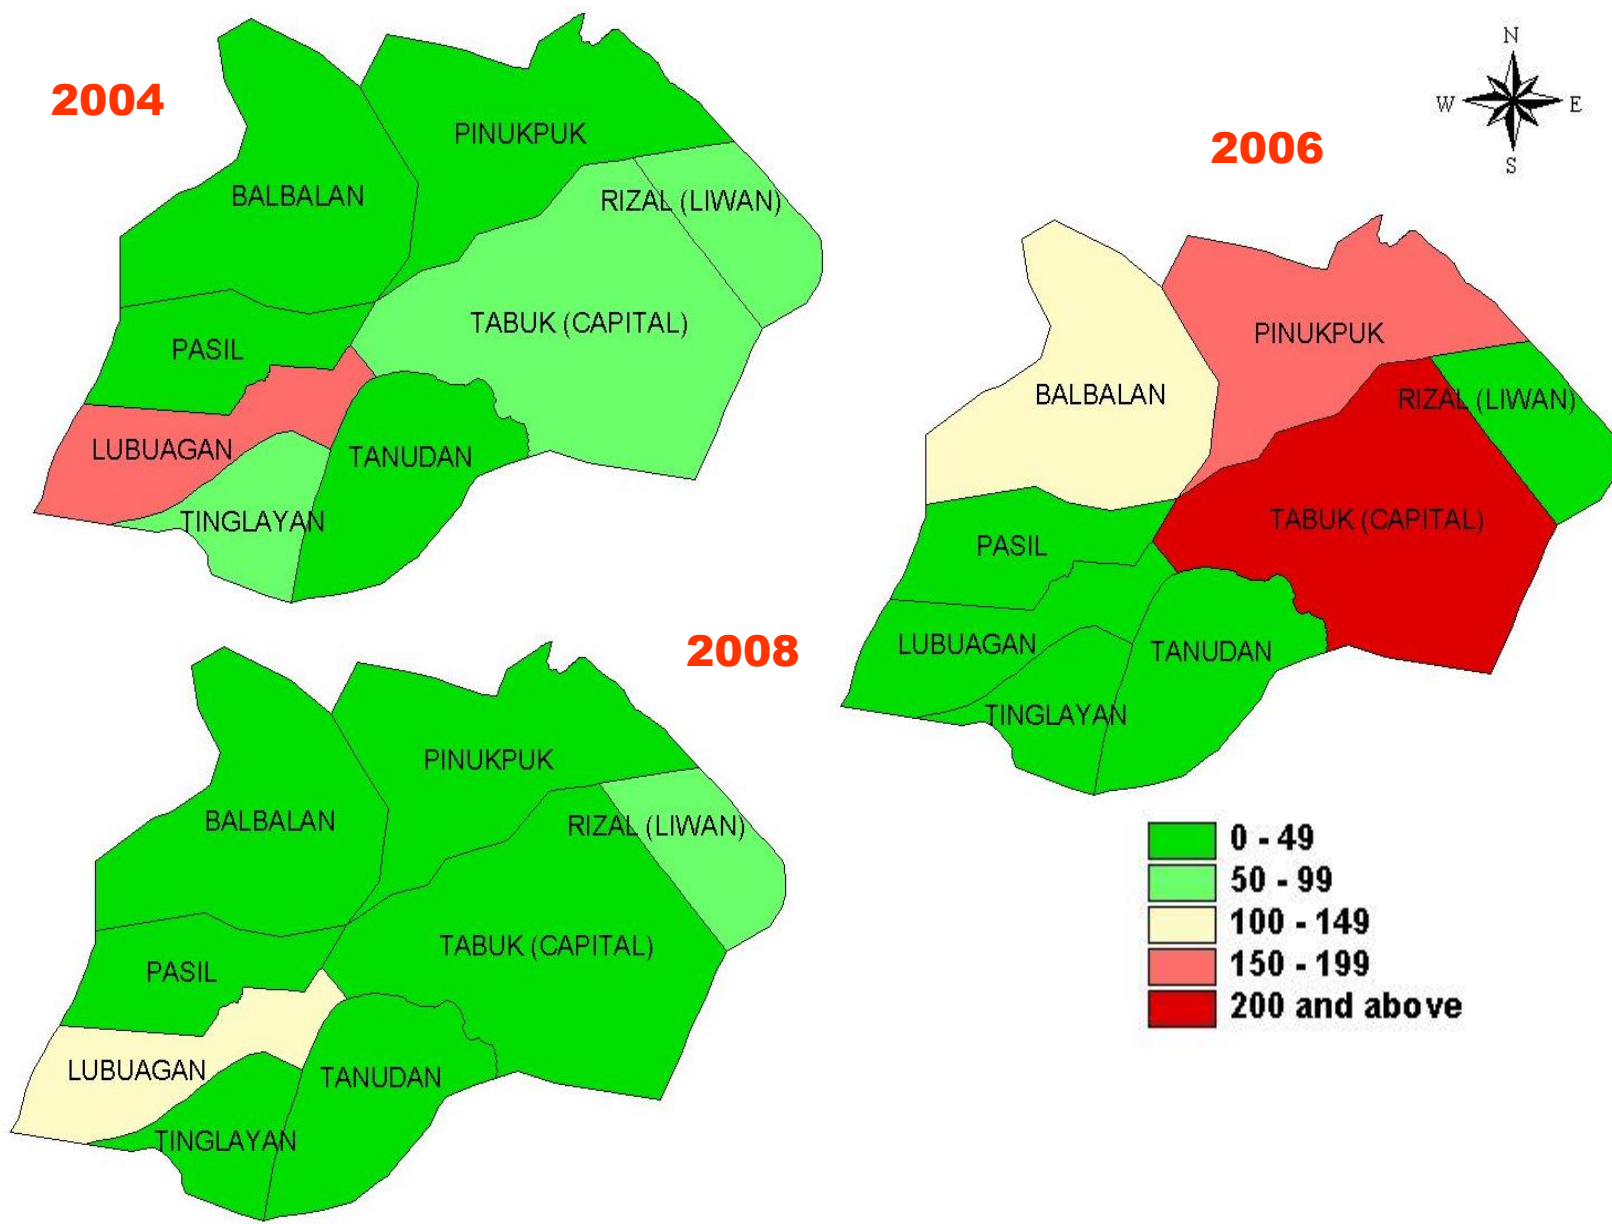 2004
PINUKPUK
BALBALAN
RIZAL (LIWAN)
TABUK (CAPITAL)
PASIL
LUBUAGAN
TANUDAN
TINGLAYAN
N
W E
S
2006
PINUKPUK
BALBALAN
RIZAL (LIWAN)
TABUK (CAPITAL)
PASIL
LUBUAGAN
TANUDAN
TINGLAYAN
2008
PINUKPUK
BALBALAN
RIZAL (LIWAN)
TABUK (CAPITAL)
PASIL
LUBUAGAN
TANUDAN
TINGLAYAN
0 - 49
50 - 99
100 - 149
150 - 199
200 and above